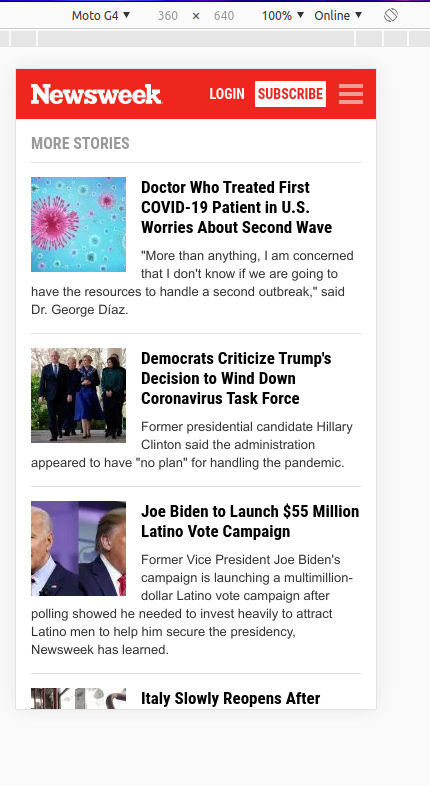 Moto G4 ▼ 360 × 640 100% ▼ Online ▼
Newsweek
LOGIN SUBSCRIBE
MORE STORIES
Doctor Who Treated First
COVID-19 Patient in U.S.
Worries About Second Wave
"More than anything, I am concerned
that I don't know if we are going to
have the resources to handle a second outbreak," said
Dr. George Díaz.
Democrats Criticize Trump's
Decision to Wind Down
Coronavirus Task Force
Former presidential candidate Hillary
Clinton said the administration
appeared to have "no plan" for handling the pandemic.
Joe Biden to Launch $55 Million
Latino Vote Campaign
Former Vice President Joe Biden's
campaign is launching a multimillion-
dollar Latino vote campaign after
polling showed he needed to invest heavily to attract
Latino men to help him secure the presidency,
Newsweek has learned.
Italy Slowly Reopens After